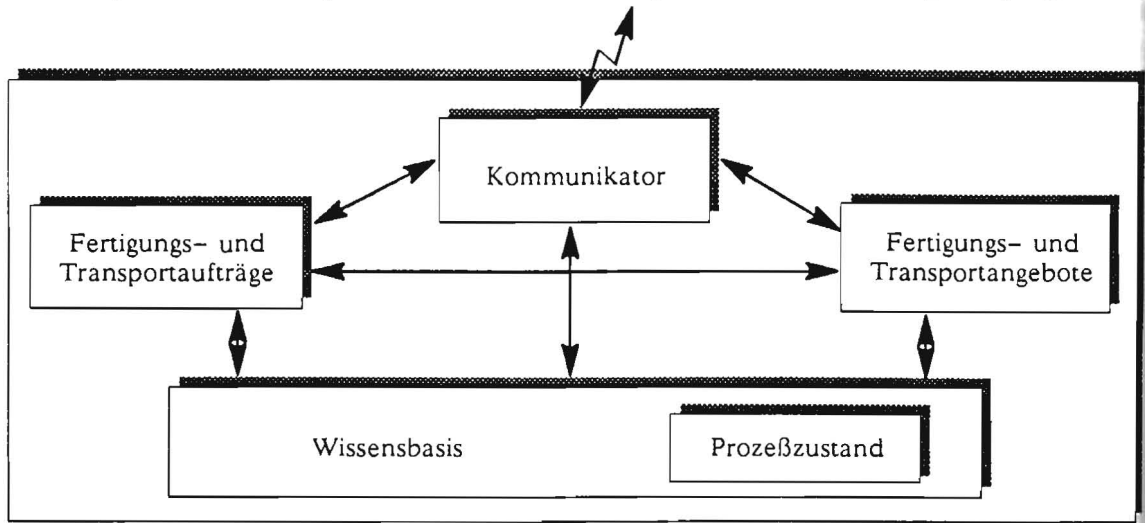 Kommunikator
Fertigungs- und
Transportaufträge
Fertigungs- und
Transportangebote
Wissensbasis
Prozeßzustand